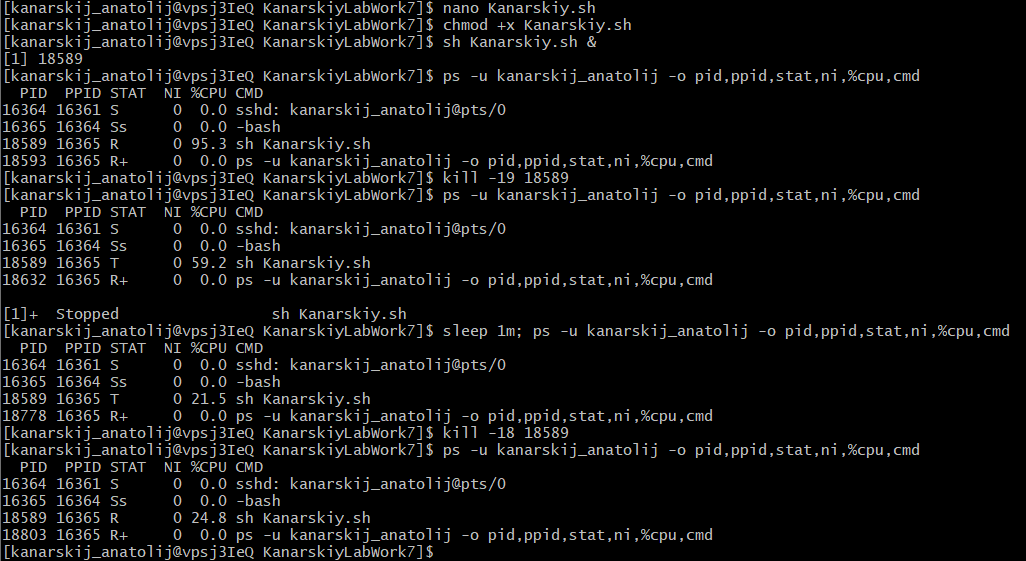 [kanarskij_anatolij@vpsj3IeQ KanarskiyLabWork7]$ nano Kanarskiy.sh
[kanarskij_anatolij@vpsj3IeQ KanarskiyLabWork7]$ chmod +x Kanarskiy.sh
[kanarskij_anatolij@vpsj3IeQ KanarskiyLabWork7]$ sh Kanarskiy.sh &
[1] 18589
[kanarskij_anatolij@vpsj3IeQ KanarskiyLabWork7]$ ps -u kanarskij_anatolij -o pid,ppid,stat,ni,%cpu,cmd
  PID  PPID STAT  NI %CPU CMD
16364 16361 S      0  0.0 sshd: kanarskij_anatolij@pts/0
16365 16364 Ss     0  0.0 -bash
18589 16365 R      0 95.3 sh Kanarskiy.sh
18593 16365 R+     0  0.0 ps -u kanarskij_anatolij -o pid,ppid,stat,ni,%cpu,cmd
[kanarskij_anatolij@vpsj3IeQ KanarskiyLabWork7]$ kill -19 18589
[kanarskij_anatolij@vpsj3IeQ KanarskiyLabWork7]$ ps -u kanarskij_anatolij -o pid,ppid,stat,ni,%cpu,cmd
  PID  PPID STAT  NI %CPU CMD
16364 16361 S      0  0.0 sshd: kanarskij_anatolij@pts/0
16365 16364 Ss     0  0.0 -bash
18589 16365 T      0 59.2 sh Kanarskiy.sh
18632 16365 R+     0  0.0 ps -u kanarskij_anatolij -o pid,ppid,stat,ni,%cpu,cmd

[1]+  Stopped                 sh Kanarskiy.sh
[kanarskij_anatolij@vpsj3IeQ KanarskiyLabWork7]$ sleep 1m; ps -u kanarskij_anatolij -o pid,ppid,stat,ni,%cpu,cmd
  PID  PPID STAT  NI %CPU CMD
16364 16361 S      0  0.0 sshd: kanarskij_anatolij@pts/0
16365 16364 Ss     0  0.0 -bash
18589 16365 T      0 21.5 sh Kanarskiy.sh
18778 16365 R+     0  0.0 ps -u kanarskij_anatolij -o pid,ppid,stat,ni,%cpu,cmd
[kanarskij_anatolij@vpsj3IeQ KanarskiyLabWork7]$ kill -18 18589
[kanarskij_anatolij@vpsj3IeQ KanarskiyLabWork7]$ ps -u kanarskij_anatolij -o pid,ppid,stat,ni,%cpu,cmd
  PID  PPID STAT  NI %CPU CMD
16364 16361 S      0  0.0 sshd: kanarskij_anatolij@pts/0
16365 16364 Ss     0  0.0 -bash
18589 16365 R      0 24.8 sh Kanarskiy.sh
18803 16365 R+     0  0.0 ps -u kanarskij_anatolij -o pid,ppid,stat,ni,%cpu,cmd
[kanarskij_anatolij@vpsj3IeQ KanarskiyLabWork7]$